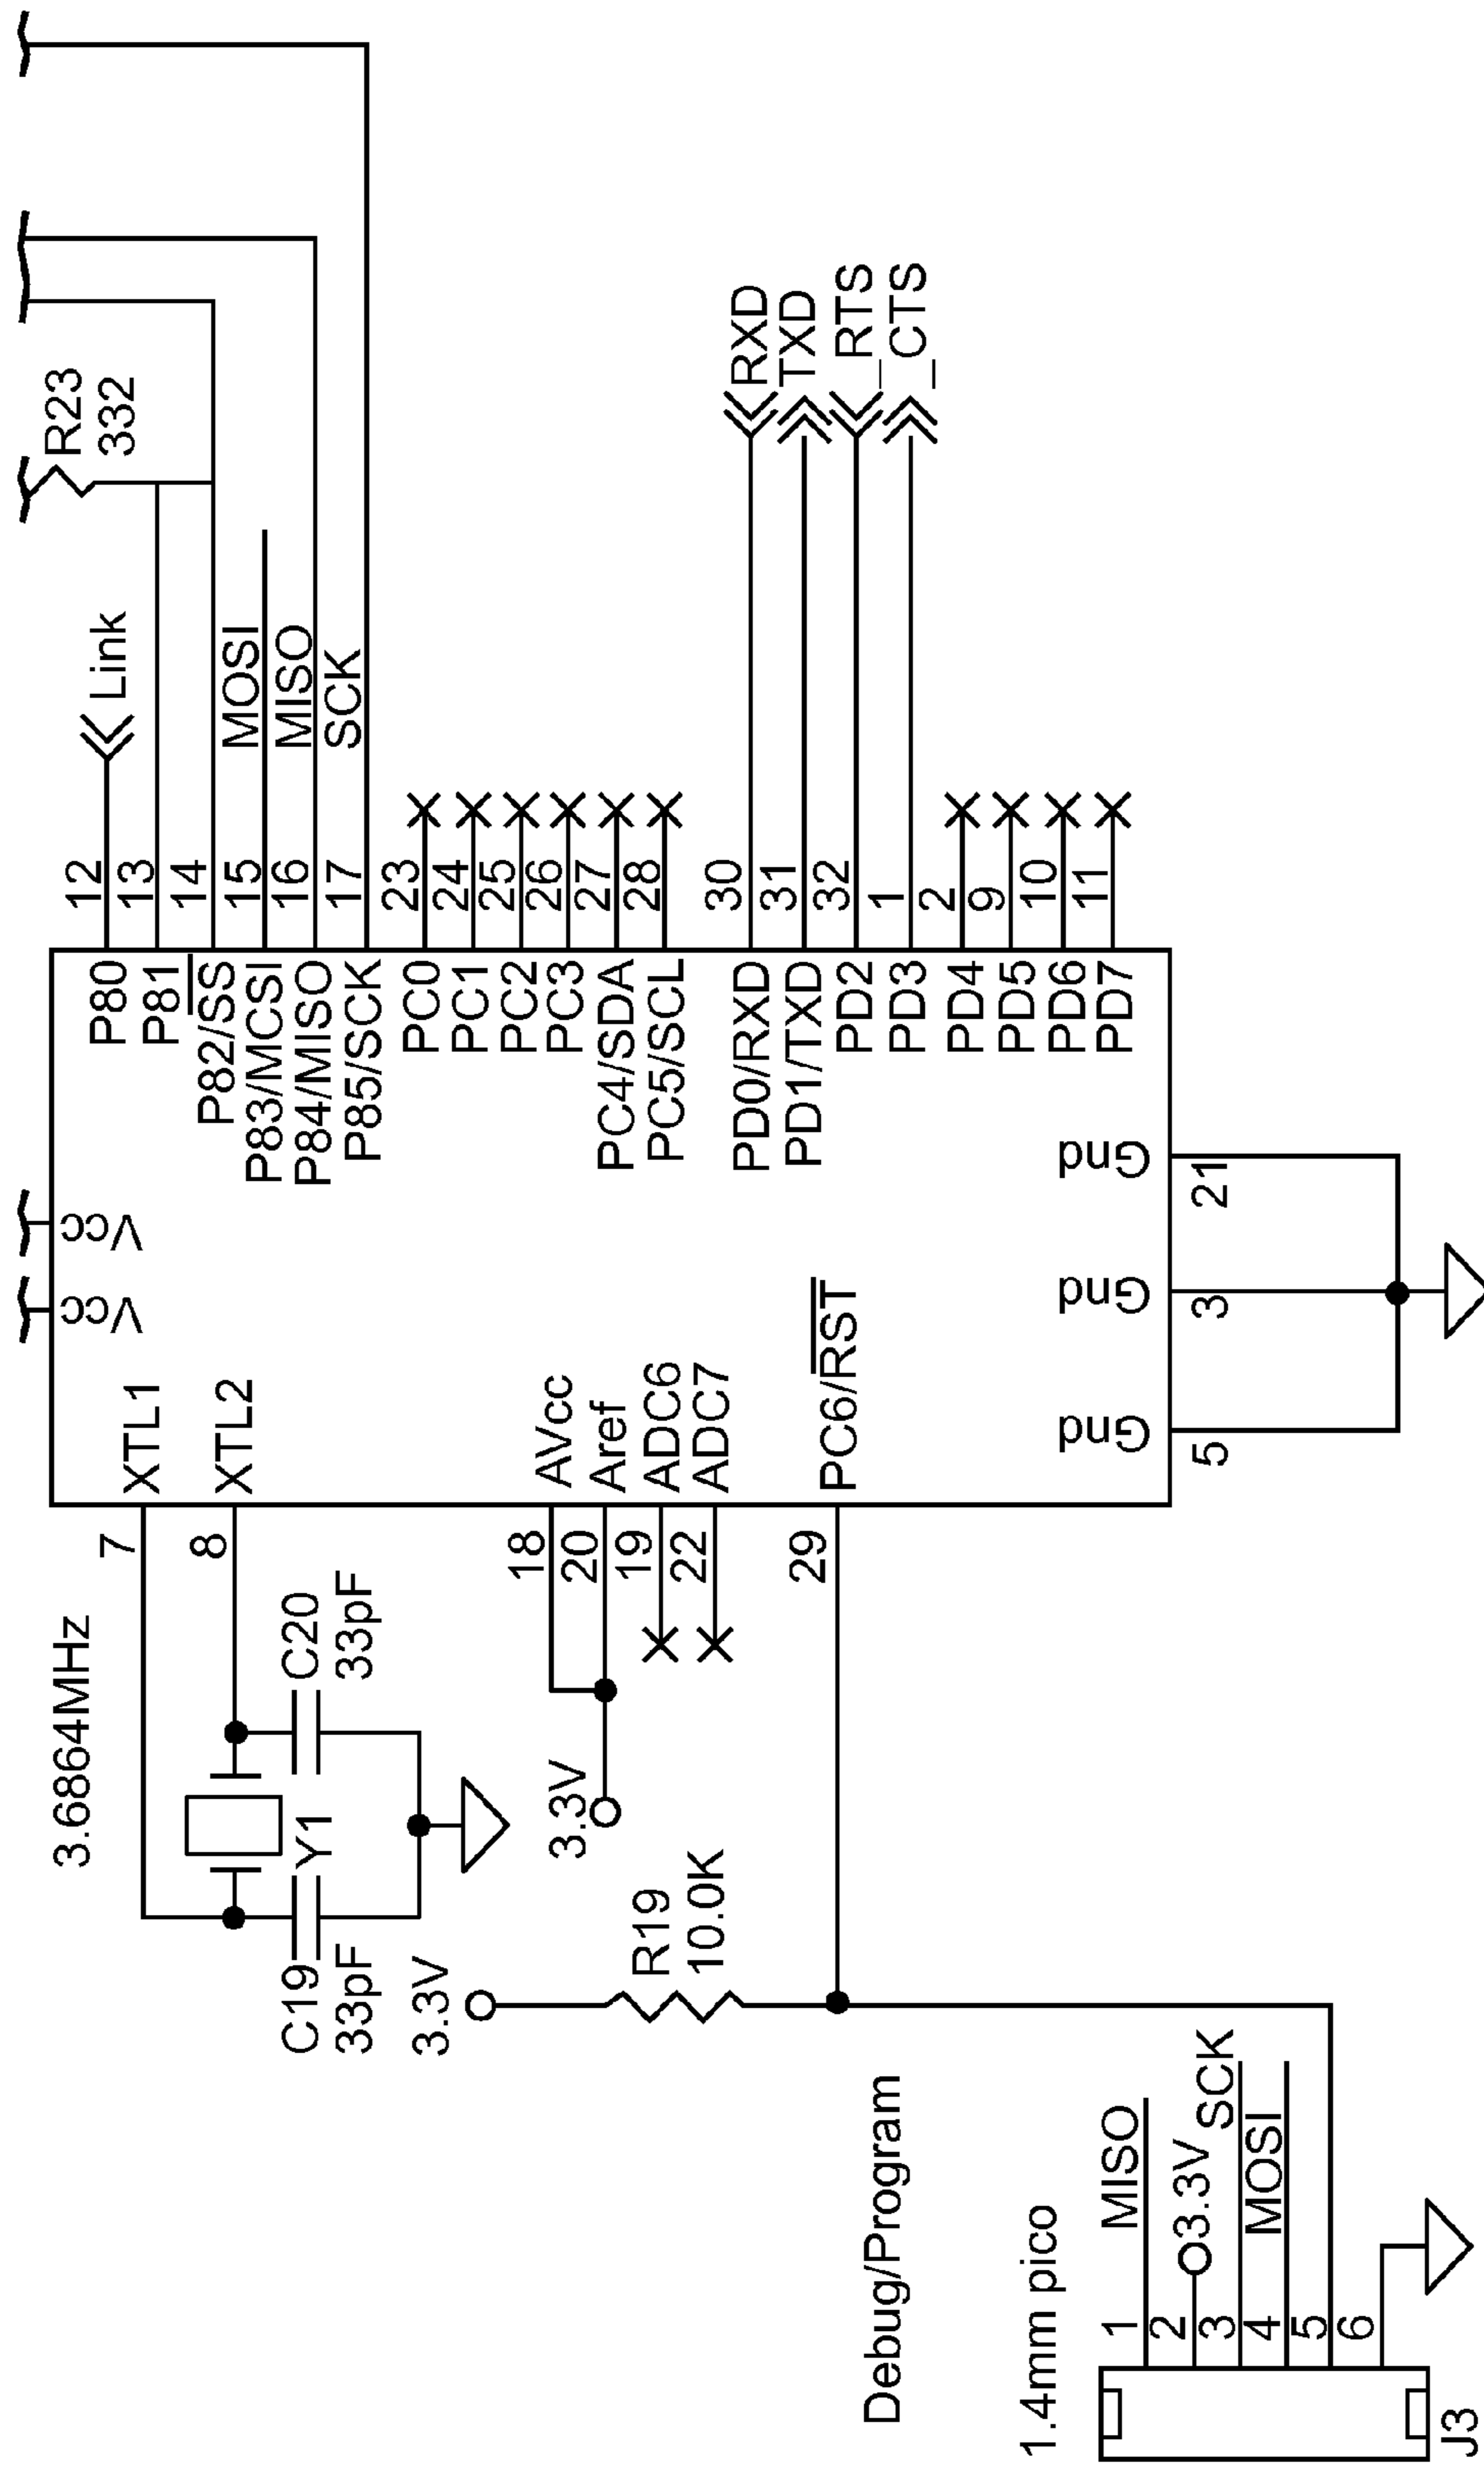 3.6864MHz
7
XTL1
8
XTL2
C19
33pF
Y1
C20
33pF
3.3V
18
AVcc
20
Aref
19
ADC6
22
ADC7
3.3V
R19
10.0K
29
PC6/RST
Debug/Program
1.4mm pico
1
MISO
2
3.3V
3
SCK
4
MOSI
5
6
J3
Vcc
Vcc
P80
12
Link
P81
13
R23
332
P82/SS
14
P83/MCSI
15
MOSI
P84/MISO
16
MISO
P85/SCK
17
SCK
PC0
23
PC1
24
PC2
25
PC3
26
PC4/SDA
27
PC5/SCL
28
PD0/RXD
30
RXD
PD1/TXD
31
TXD
PD2
32
_RTS
PD3
1
_CTS
PD4
2
PD5
9
PD6
10
PD7
11
Gnd
Gnd
Gnd
5
3
21